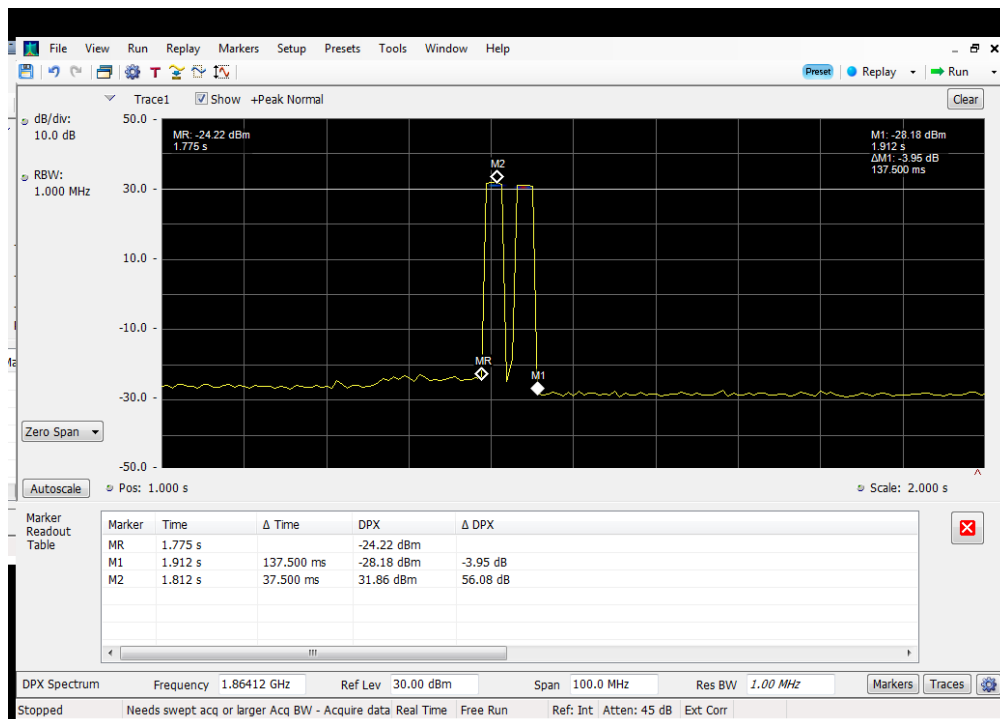 File View Run Replay Markers Setup Presets Tools Window Help
T Preset Replay Run
Trace1 Show +Peak Normal Clear
dB/div:
10.0 dB
RBW:
1.000 MHz
50.0 -
30.0 -
10.0 -
-10.0 -
-30.0 -
-50.0 -
MR: -24.22 dBm
1.775 s
M1: -28.18 dBm
1.912 s
ΔM1: -3.95 dB
137.500 ms
M2
MR
M1
Zero Span
Autoscale Pos: 1.000 s Scale: 2.000 s
Marker
Readout
Table
Marker Time Δ Time DPX Δ DPX
MR 1.775 s -24.22 dBm
M1 1.912 s 137.500 ms -28.18 dBm -3.95 dB
M2 1.812 s 37.500 ms 31.86 dBm 56.08 dB
DPX Spectrum Frequency 1.86412 GHz Ref Lev 30.00 dBm Span 100.0 MHz Res BW 1.00 MHz Markers Traces
Stopped Needs swept acq or larger Acq BW - Acquire data Real Time Free Run Ref: Int Atten: 45 dB Ext Corr